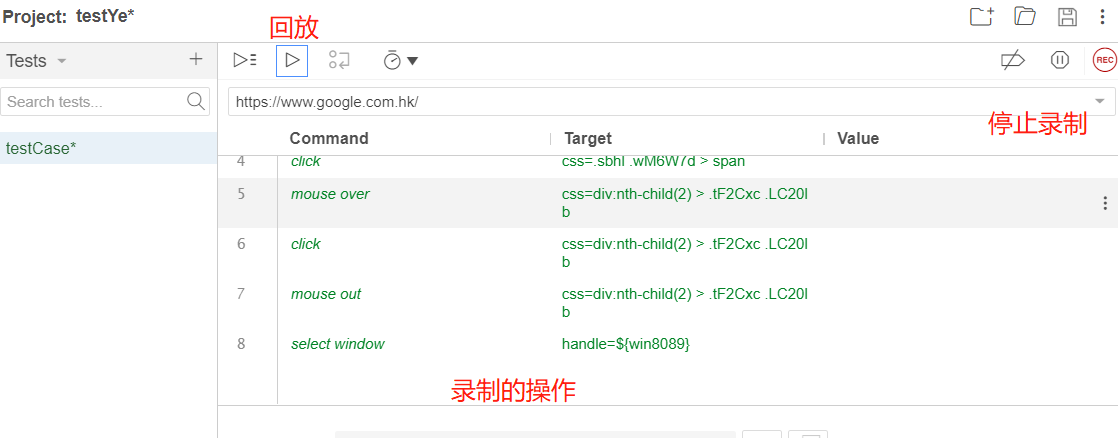 Project: testYe*
回放
Tests
REC
Search tests...
https://www.google.com.hk/
停止录制
testCase*
Command Target Value
4 click css=.sbhl .wM6W7d > span
5 mouse over css=div:nth-child(2) > .tF2Cxc .LC20l
b
6 click css=div:nth-child(2) > .tF2Cxc .LC20l
b
7 mouse out css=div:nth-child(2) > .tF2Cxc .LC20l
b
8 select window handle=${win8089}
录制的操作